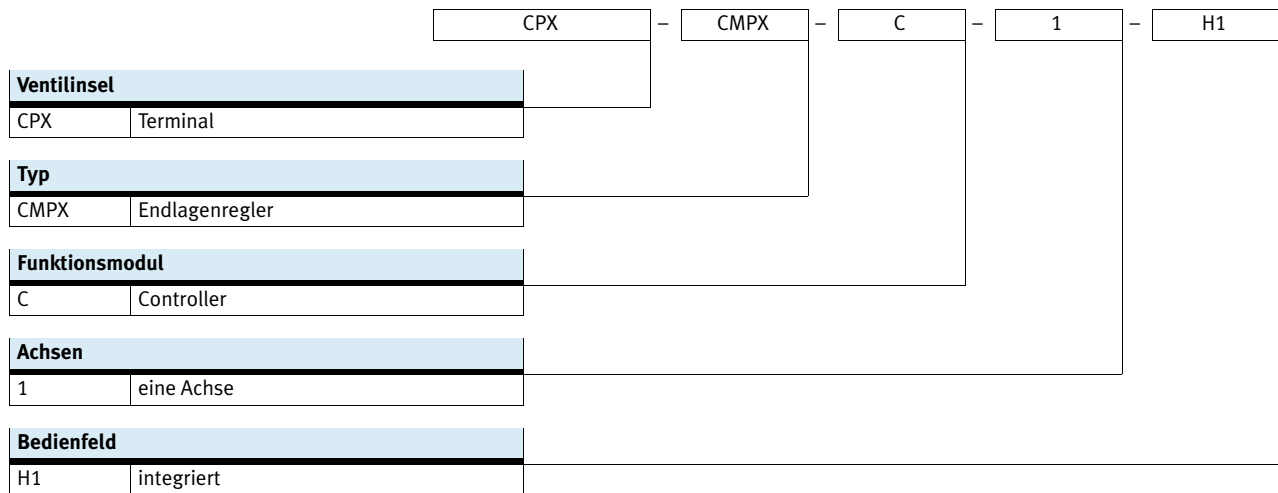 CPX – CMPX – C – 1 – H1
Ventilinsel
CPX Terminal
Typ
CMPX Endlagenregler
Funktionsmodul
C Controller
Achsen
1 eine Achse
Bedienfeld
H1 integriert